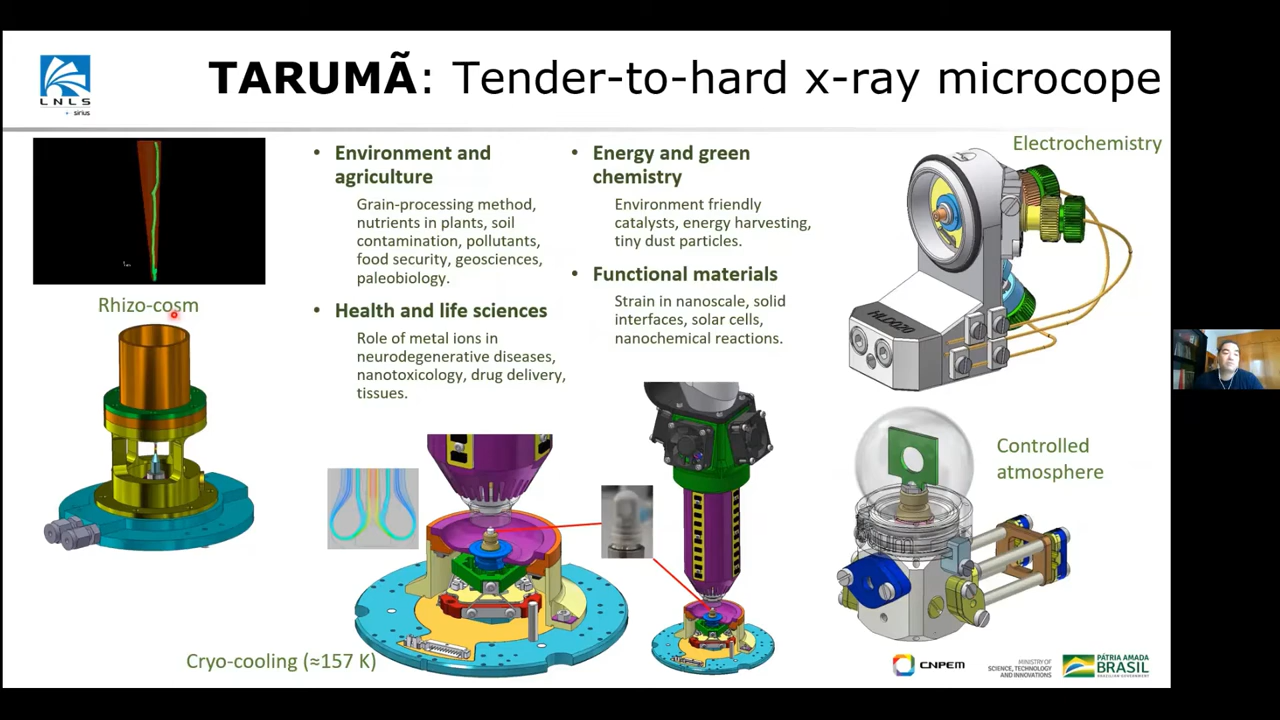 TARUMÃ: Tender-to-hard x-ray microcope
LNLS
sirius
Rhizo-cosm
• Environment and
agriculture
Grain-processing method,
nutrients in plants, soil
contamination, pollutants,
food security, geosciences,
paleobiology.
• Health and life sciences
Role of metal ions in
neurodegenerative diseases,
nanotoxicology, drug delivery,
tissues.
• Energy and green
chemistry
Environment friendly
catalysts, energy harvesting,
tiny dust particles.
• Functional materials
Strain in nanoscale, solid
interfaces, solar cells,
nanochemical reactions.
Electrochemistry
HLC020
Controlled
atmosphere
Cryo-cooling (≈157 K)
CNPEM
MINISTRY OF
SCIENCE, TECHNOLOGY
AND INNOVATIONS
PÁTRIA AMADA
BRASIL
BRAZILIAN GOVERNMENT